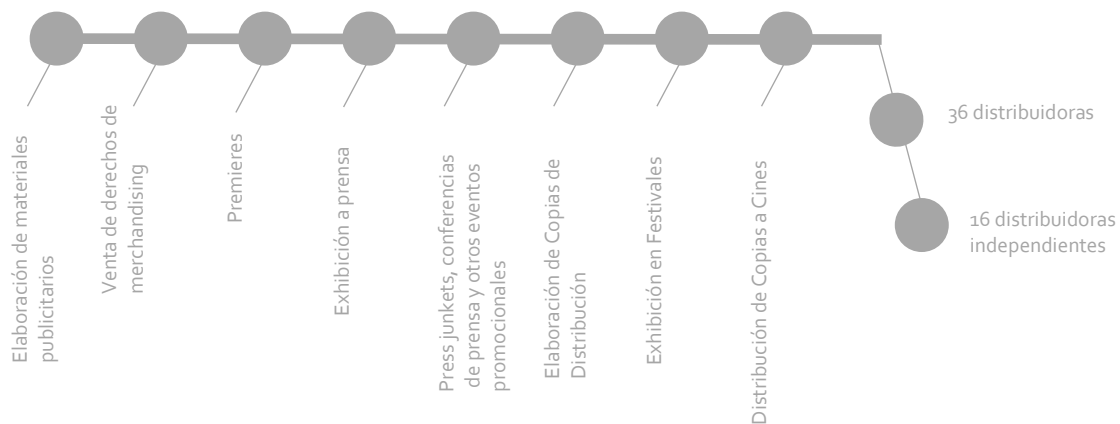 Elaboración de materiales
publicitarios
Venta de derechos de
merchandising
Premieres
Exhibición a prensa
Press junkets, conferencias
de prensa y otros eventos
promocionales
Elaboración de Copias de
Distribución
Exhibición en Festivales
Distribución de Copias a Cines
36 distribuidoras
16 distribuidoras
independientes